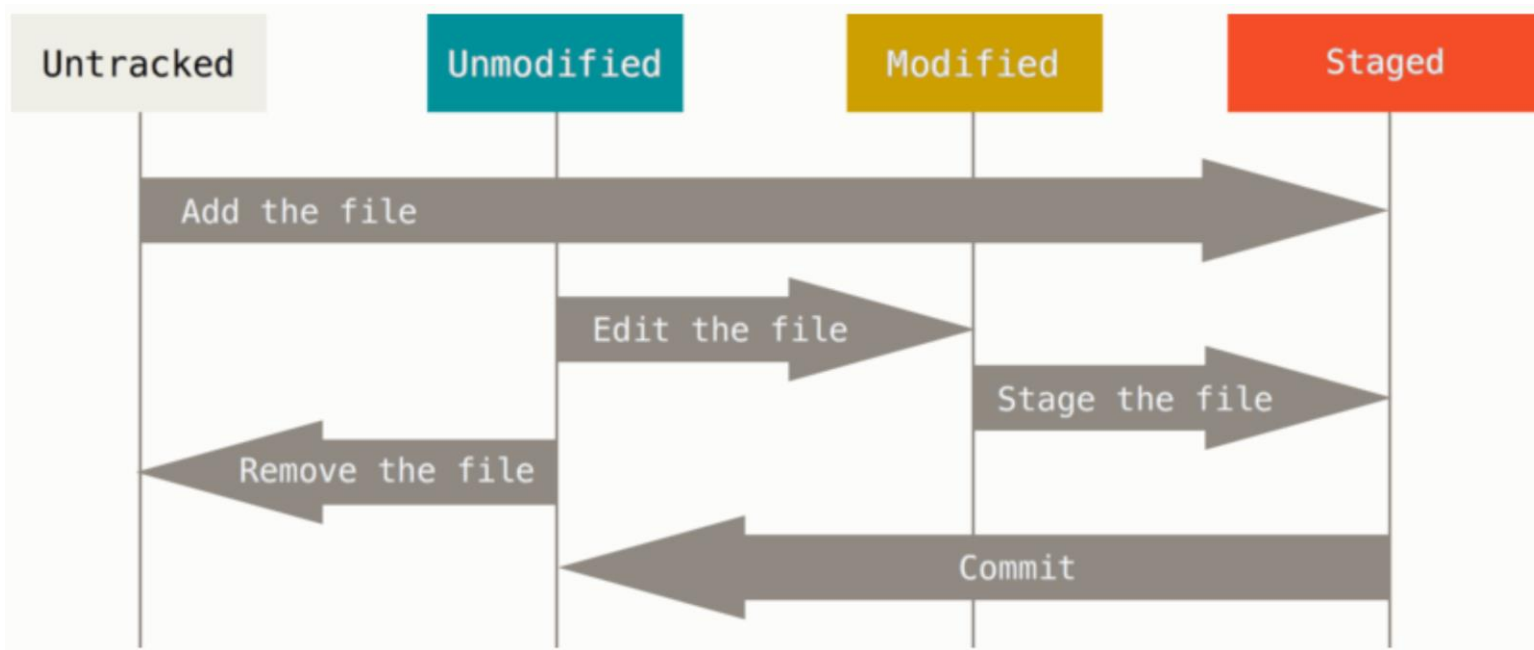 Untracked
Unmodified
Modified
Staged
Add the file
Edit the file
Stage the file
Remove the file
Commit